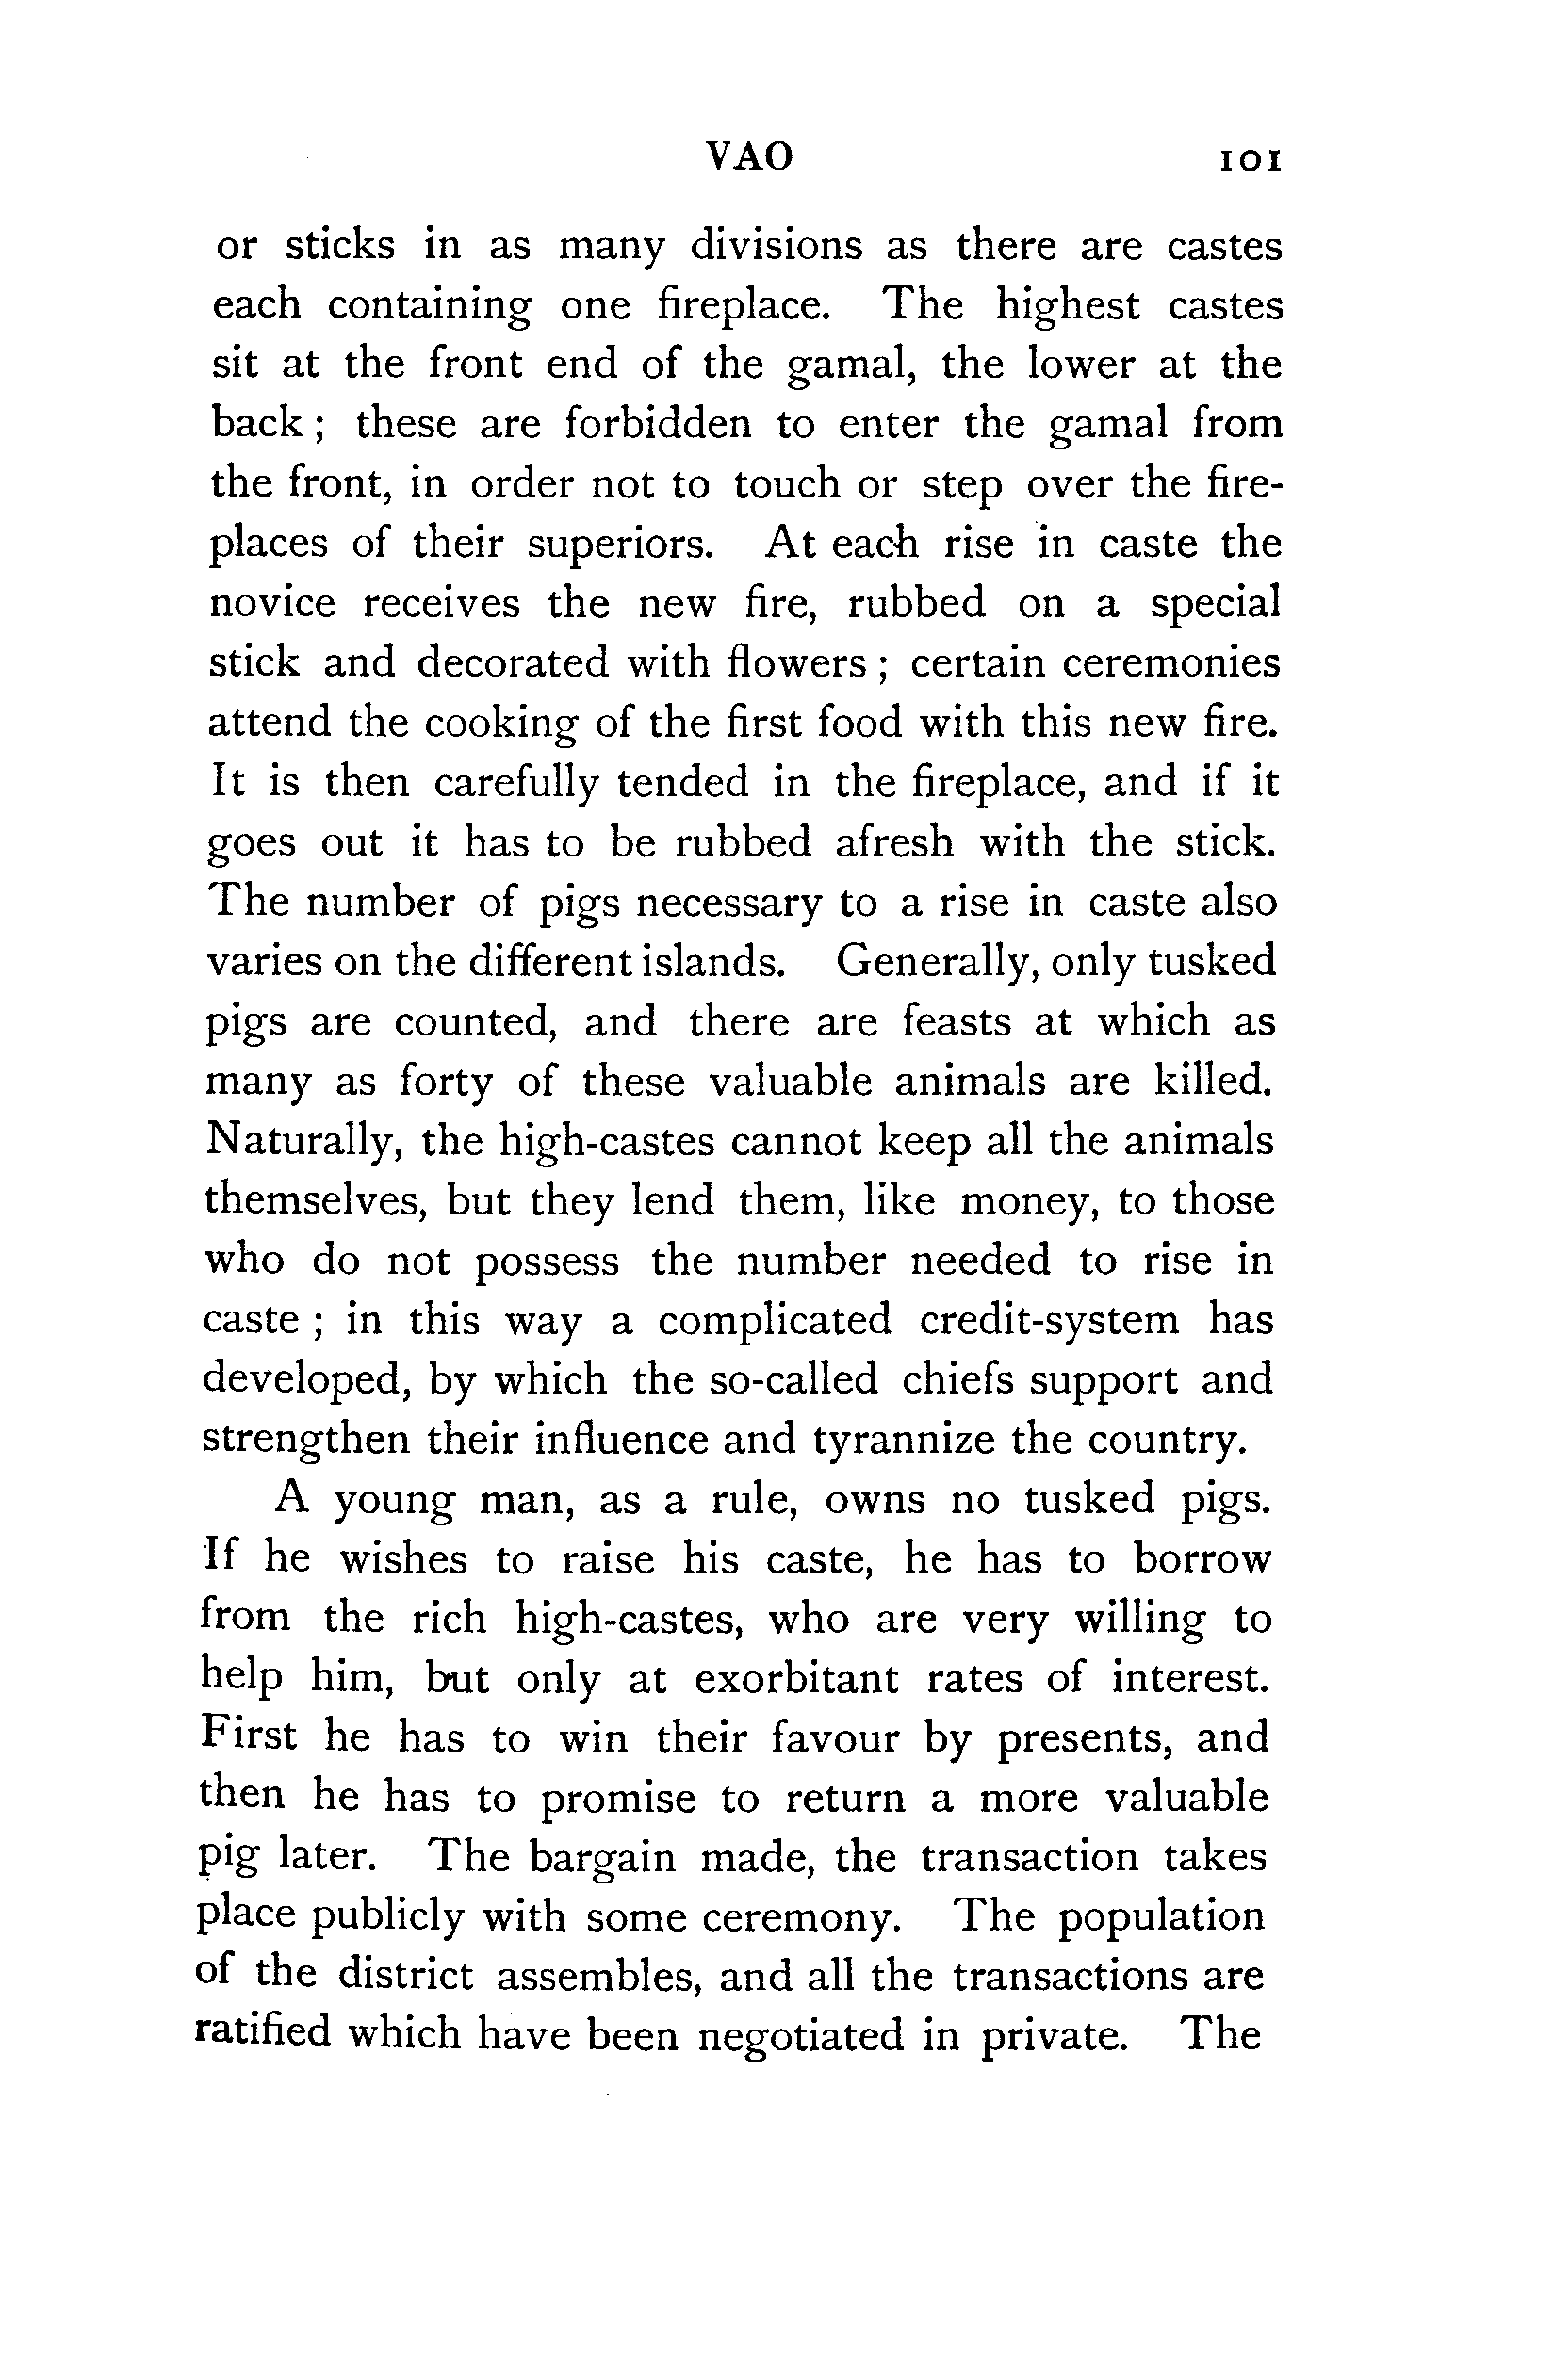 VAO 101
or sticks in as many divisions as there are castes
each containing one fireplace. The highest castes
sit at the front end of the gamal, the lower at the
back; these are forbidden to enter the gamal from
the front, in order not to touch or step over the fire-
places of their superiors. At each rise in caste the
novice receives the new fire, rubbed on a special
stick and decorated with flowers; certain ceremonies
attend the cooking of the first food with this new fire.
It is then carefully tended in the fireplace, and if it
goes out it has to be rubbed afresh with the stick.
The number of pigs necessary to a rise in caste also
varies on the different islands. Generally, only tusked
pigs are counted, and there are feasts at which as
many as forty of these valuable animals are killed.
Naturally, the high-castes cannot keep all the animals
themselves, but they lend them, like money, to those
who do not possess the number needed to rise in
caste; in this way a complicated credit-system has
developed, by which the so-called chiefs support and
strengthen their influence and tyrannize the country.
A young man, as a rule, owns no tusked pigs.
If he wishes to raise his caste, he has to borrow
from the rich high-castes, who are very willing to
help him, but only at exorbitant rates of interest.
First he has to win their favour by presents, and
then he has to promise to return a more valuable
pig later. The bargain made, the transaction takes
place publicly with some ceremony. The population
of the district assembles, and all the transactions are
ratified which have been negotiated in private. The